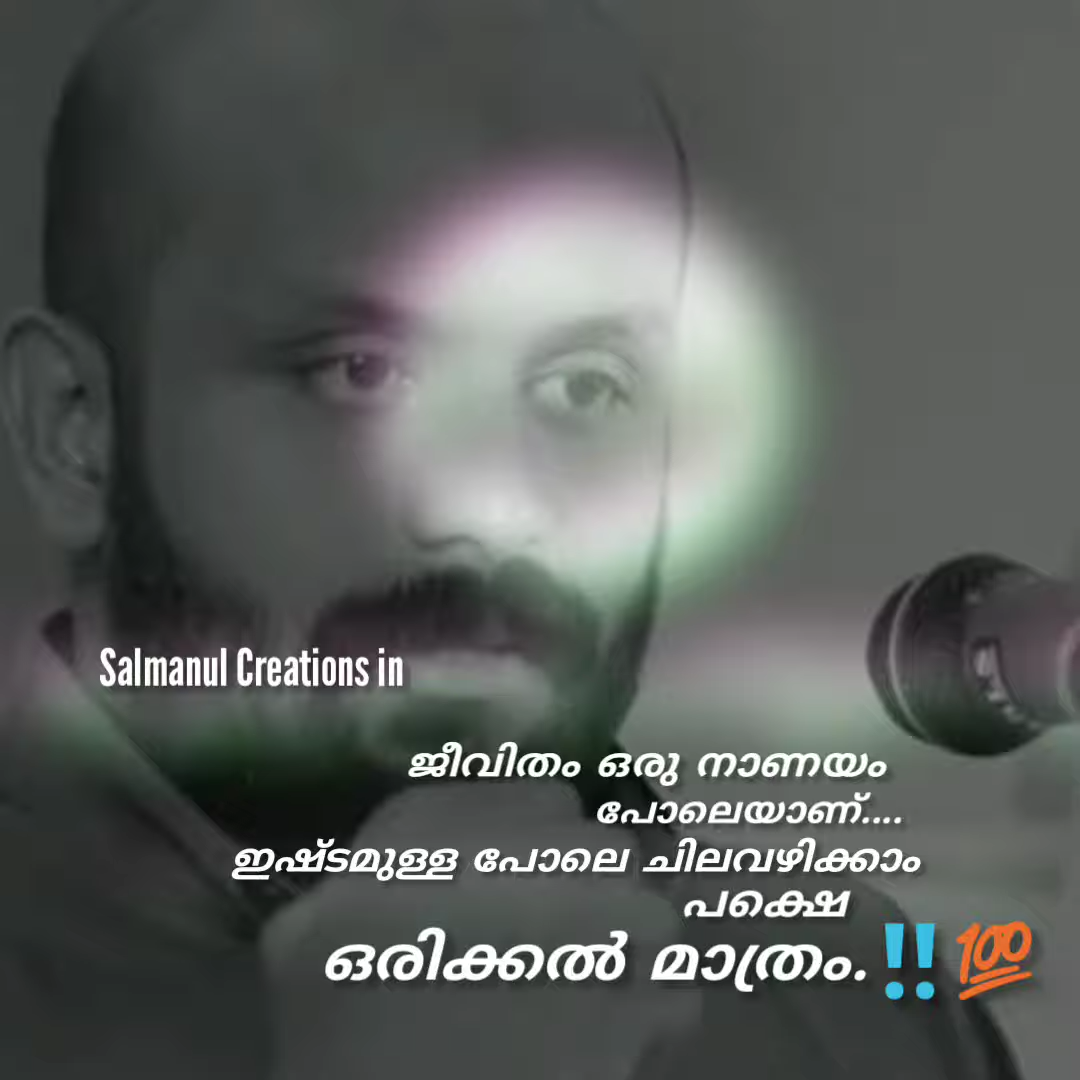 Salmanul Creations in
ജീവിതം ഒരു നാണയം
പോലെയാണ്....
ഇഷ്ടമുള്ള പോലെ ചിലവഴിക്കാം
പക്ഷെ
ഒരിക്കൽ മാത്രം.‼️💯